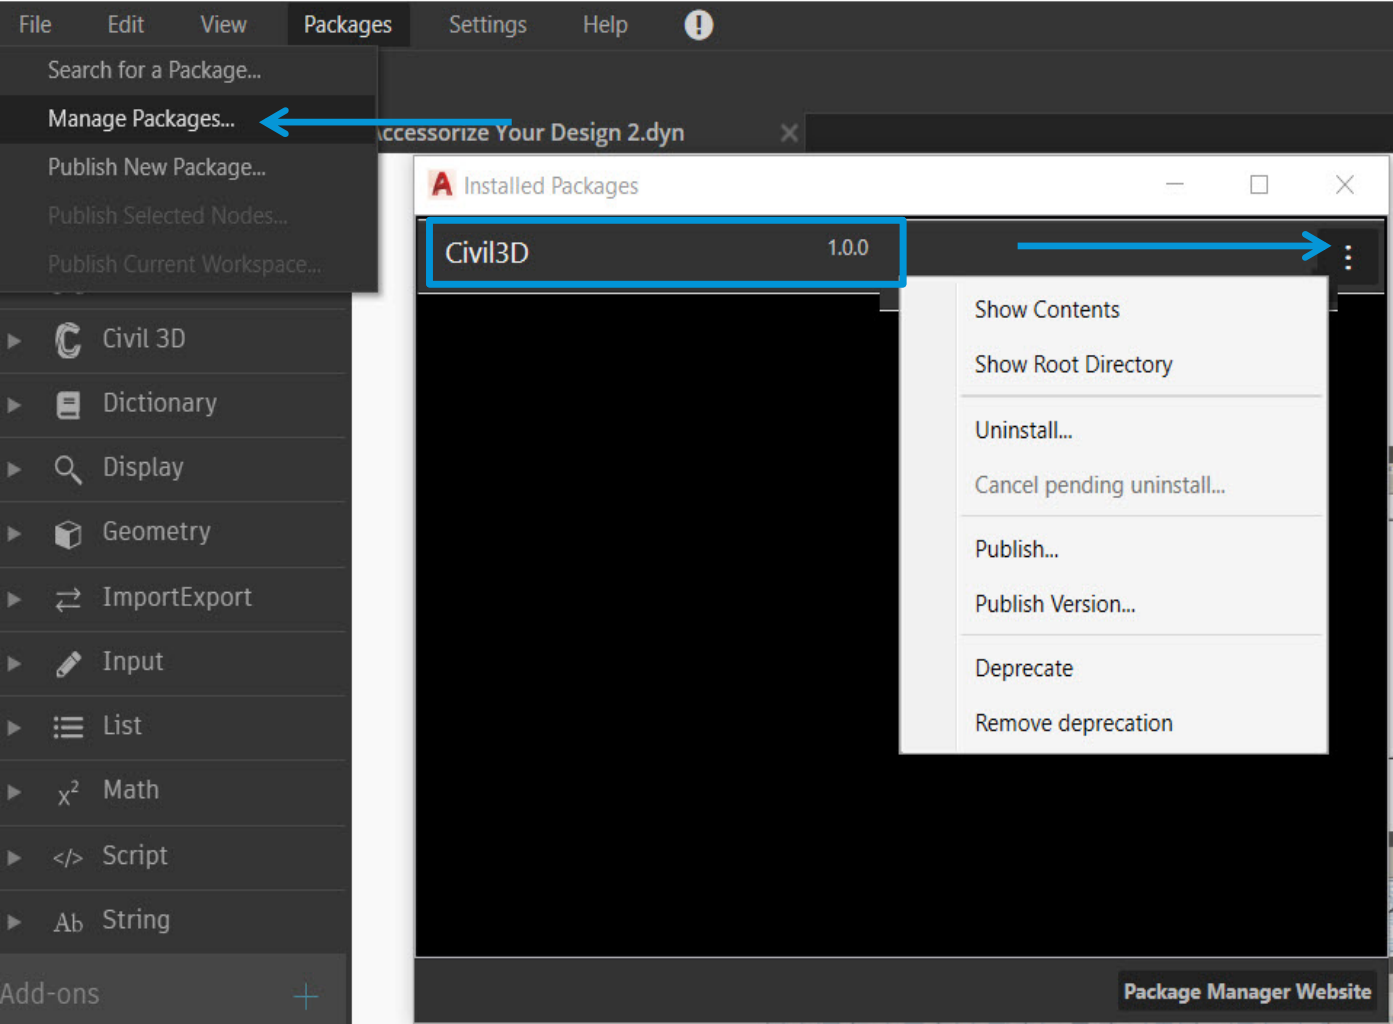 File Edit View Packages Settings Help
Search for a Package...
Manage Packages...
Publish New Package...
Publish Selected Nodes...
Publish Current Workspace...
Accessorize Your Design 2.dyn
Installed Packages
Civil3D 1.0.0
Show Contents
Show Root Directory
Uninstall...
Cancel pending uninstall...
Publish...
Publish Version...
Deprecate
Remove deprecation
Civil 3D
Dictionary
Display
Geometry
ImportExport
Input
List
x² Math
</> Script
Ab String
Add-ons
Package Manager Website